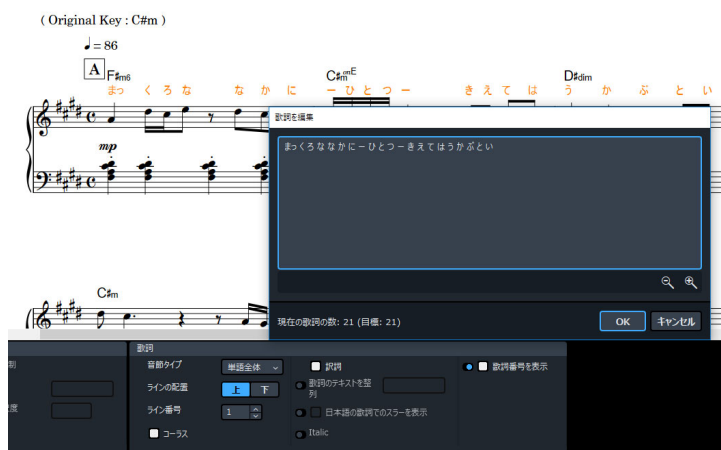 ( Original Key : C#m )
♩= 86
A F#m6 C#m onE D#dim
まっ く ろ な な か に ー ひ と つ ー き え て は う か ぶ と い
mp
歌詞を編集
まっくろななかにーひとつーきえてはうかぶとい
現在の歌詞の数: 21 (目標: 21)
OK キャンセル
C#m
歌詞
音節タイプ 単語全体 訳詞 歌詞番号を表示
ラインの配置 上 下 歌詞のテキストを整列
ライン番号 1 日本語の歌詞でのスラーを表示
コーラス Italic